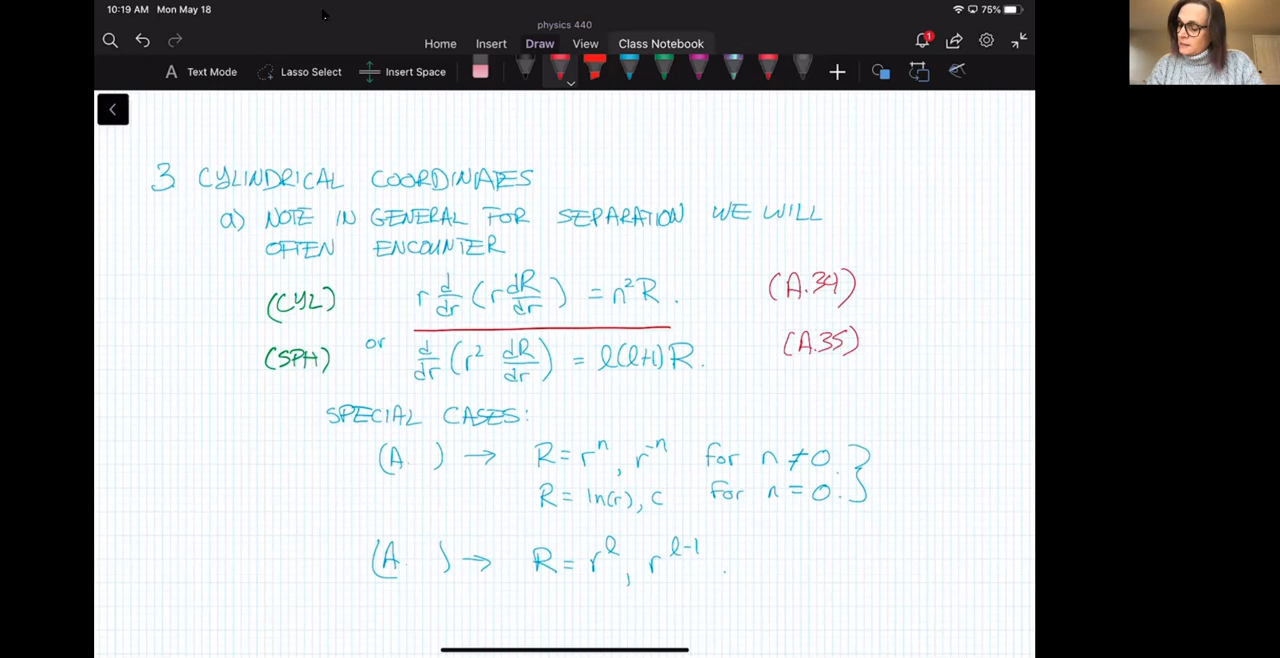 10:19 AM Mon May 18
75%
physics 440
Home Insert Draw View Class Notebook
1
Text Mode Lasso Select Insert Space
3 CYLINDRICAL COORDINATES
a) NOTE IN GENERAL FOR SEPARATION WE WILL
OFTEN ENCOUNTER
(CYL) r d/dr (r dR/dr) = n²R. (A.34)
(SPH) or d/dr (r² dR/dr) = l(l+1)R. (A.35)
SPECIAL CASES:
(A. ) → R = rⁿ, r⁻ⁿ for n ≠ 0. }
R = ln(r), c for n = 0.
(A. ) → R = r^l, r^(l-1).